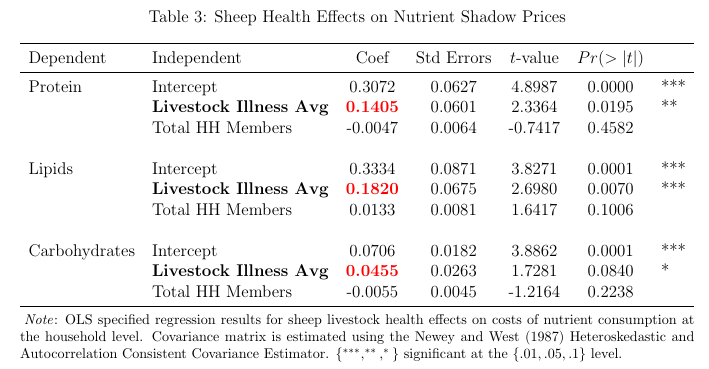 Table 3: Sheep Health Effects on Nutrient Shadow Prices
Dependent Independent Coef Std Errors t-value Pr(> |t|)
Protein Intercept 0.3072 0.0627 4.8987 0.0000 ***
Livestock Illness Avg 0.1405 0.0601 2.3364 0.0195 **
Total HH Members -0.0047 0.0064 -0.7417 0.4582
Lipids Intercept 0.3334 0.0871 3.8271 0.0001 ***
Livestock Illness Avg 0.1820 0.0675 2.6980 0.0070 ***
Total HH Members 0.0133 0.0081 1.6417 0.1006
Carbohydrates Intercept 0.0706 0.0182 3.8862 0.0001 ***
Livestock Illness Avg 0.0455 0.0263 1.7281 0.0840 *
Total HH Members -0.0055 0.0045 -1.2164 0.2238
Note: OLS specified regression results for sheep livestock health effects on costs of nutrient consumption at
the household level. Covariance matrix is estimated using the Newey and West (1987) Heteroskedastic and
Autocorrelation Consistent Covariance Estimator. {***,** ,* } significant at the {.01,.05,.1} level.